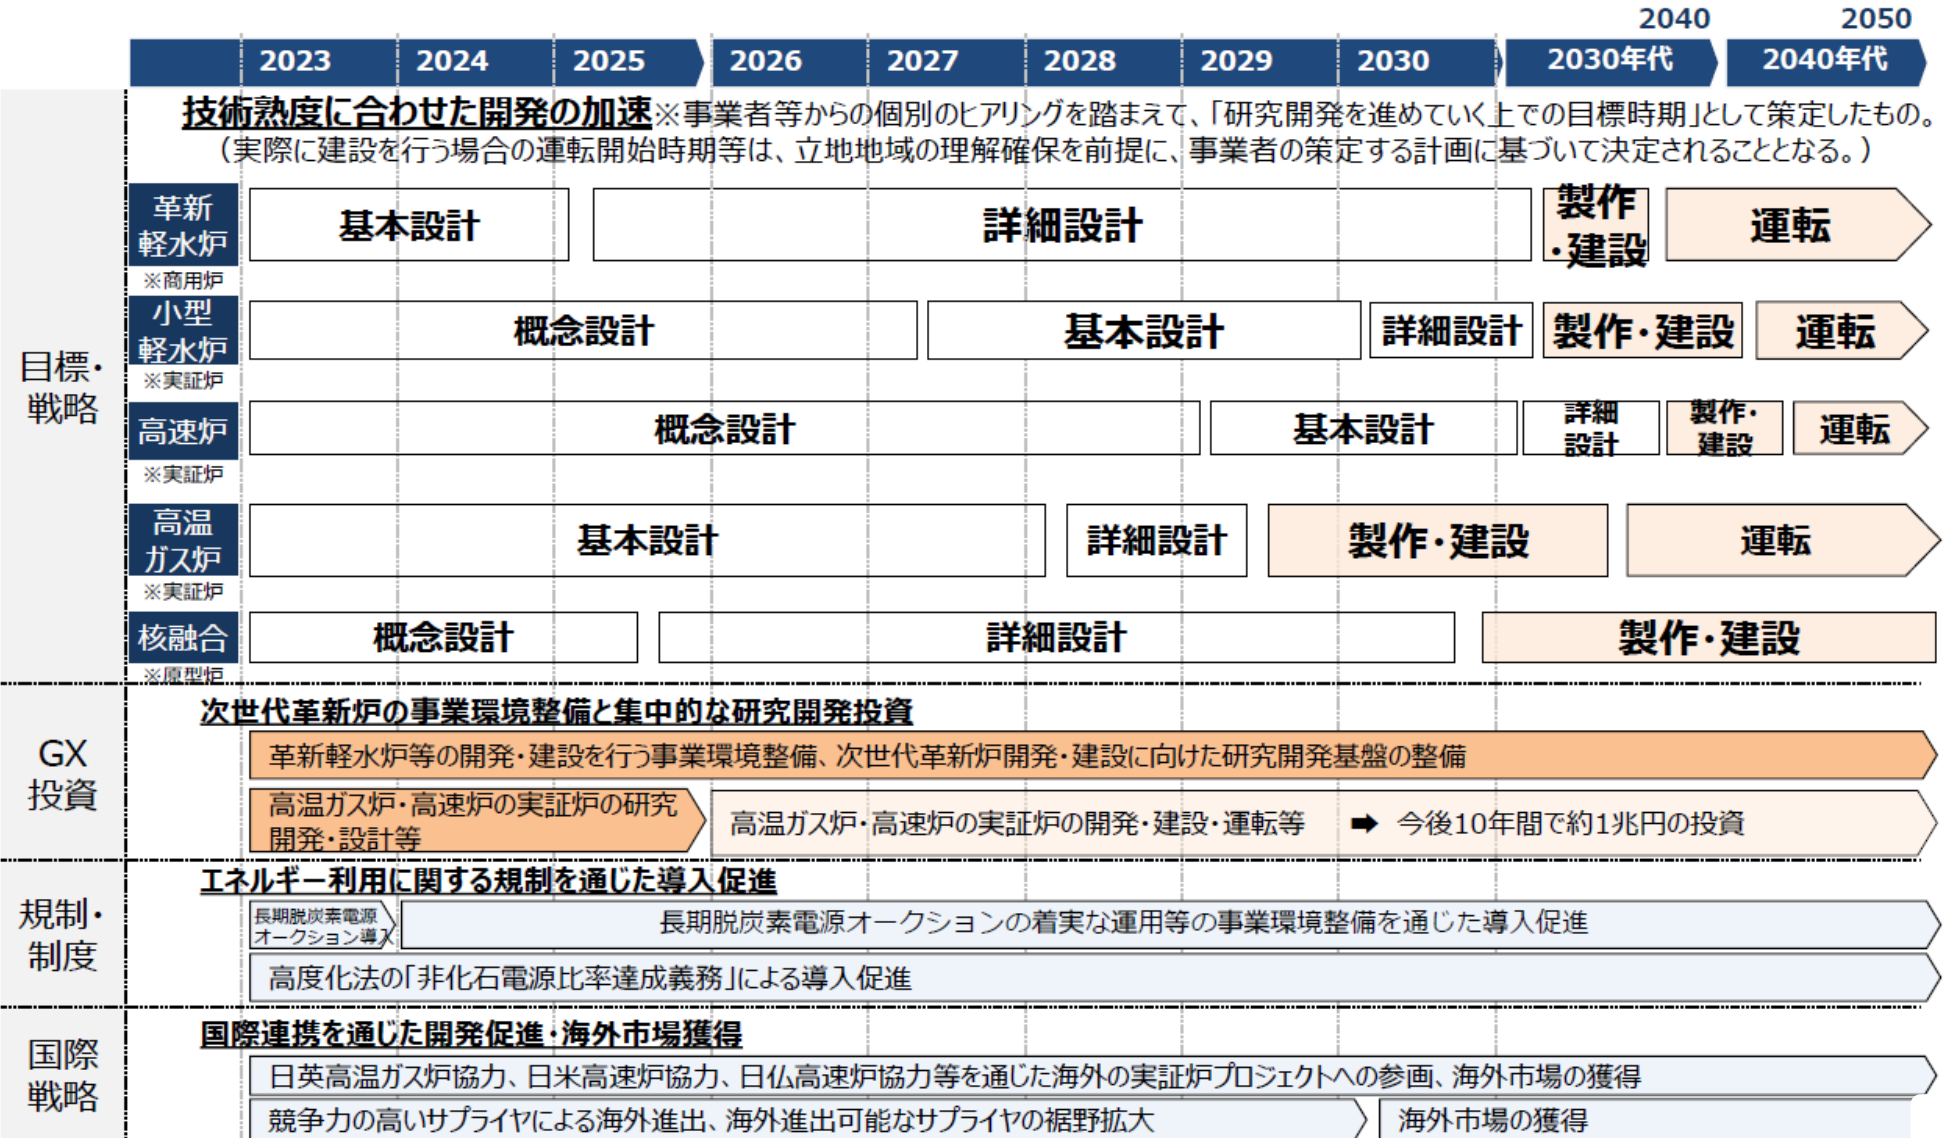 2040 2050
2023 2024 2025 2026 2027 2028 2029 2030 2030年代 2040年代
目標・
戦略
技術熟度に合わせた開発の加速※事業者等からの個別のヒアリングを踏まえて、「研究開発を進めていく上での目標時期」として策定したもの。
（実際に建設を行う場合の運転開始時期等は、立地地域の理解確保を前提に、事業者の策定する計画に基づいて決定されることとなる。）
革新
軽水炉
※商用炉
基本設計
詳細設計
製作
・建設
運転
小型
軽水炉
※実証炉
概念設計
基本設計
詳細設計
製作・建設
運転
高速炉
※実証炉
概念設計
基本設計
詳細
設計
製作・
建設
運転
高温
ガス炉
※実証炉
基本設計
詳細設計
製作・建設
運転
核融合
※原型炉
概念設計
詳細設計
製作・建設
GX
投資
次世代革新炉の事業環境整備と集中的な研究開発投資
革新軽水炉等の開発・建設を行う事業環境整備、次世代革新炉開発・建設に向けた研究開発基盤の整備
高温ガス炉・高速炉の実証炉の研究
開発・設計等
高温ガス炉・高速炉の実証炉の開発・建設・運転等 ➡ 今後10年間で約1兆円の投資
規制・
制度
エネルギー利用に関する規制を通じた導入促進
長期脱炭素電源
オークション導入
長期脱炭素電源オークションの着実な運用等の事業環境整備を通じた導入促進
高度化法の「非化石電源比率達成義務」による導入促進
国際
戦略
国際連携を通じた開発促進・海外市場獲得
日英高温ガス炉協力、日米高速炉協力、日仏高速炉協力等を通じた海外の実証炉プロジェクトへの参画、海外市場の獲得
競争力の高いサプライヤによる海外進出、海外進出可能なサプライヤの裾野拡大
海外市場の獲得